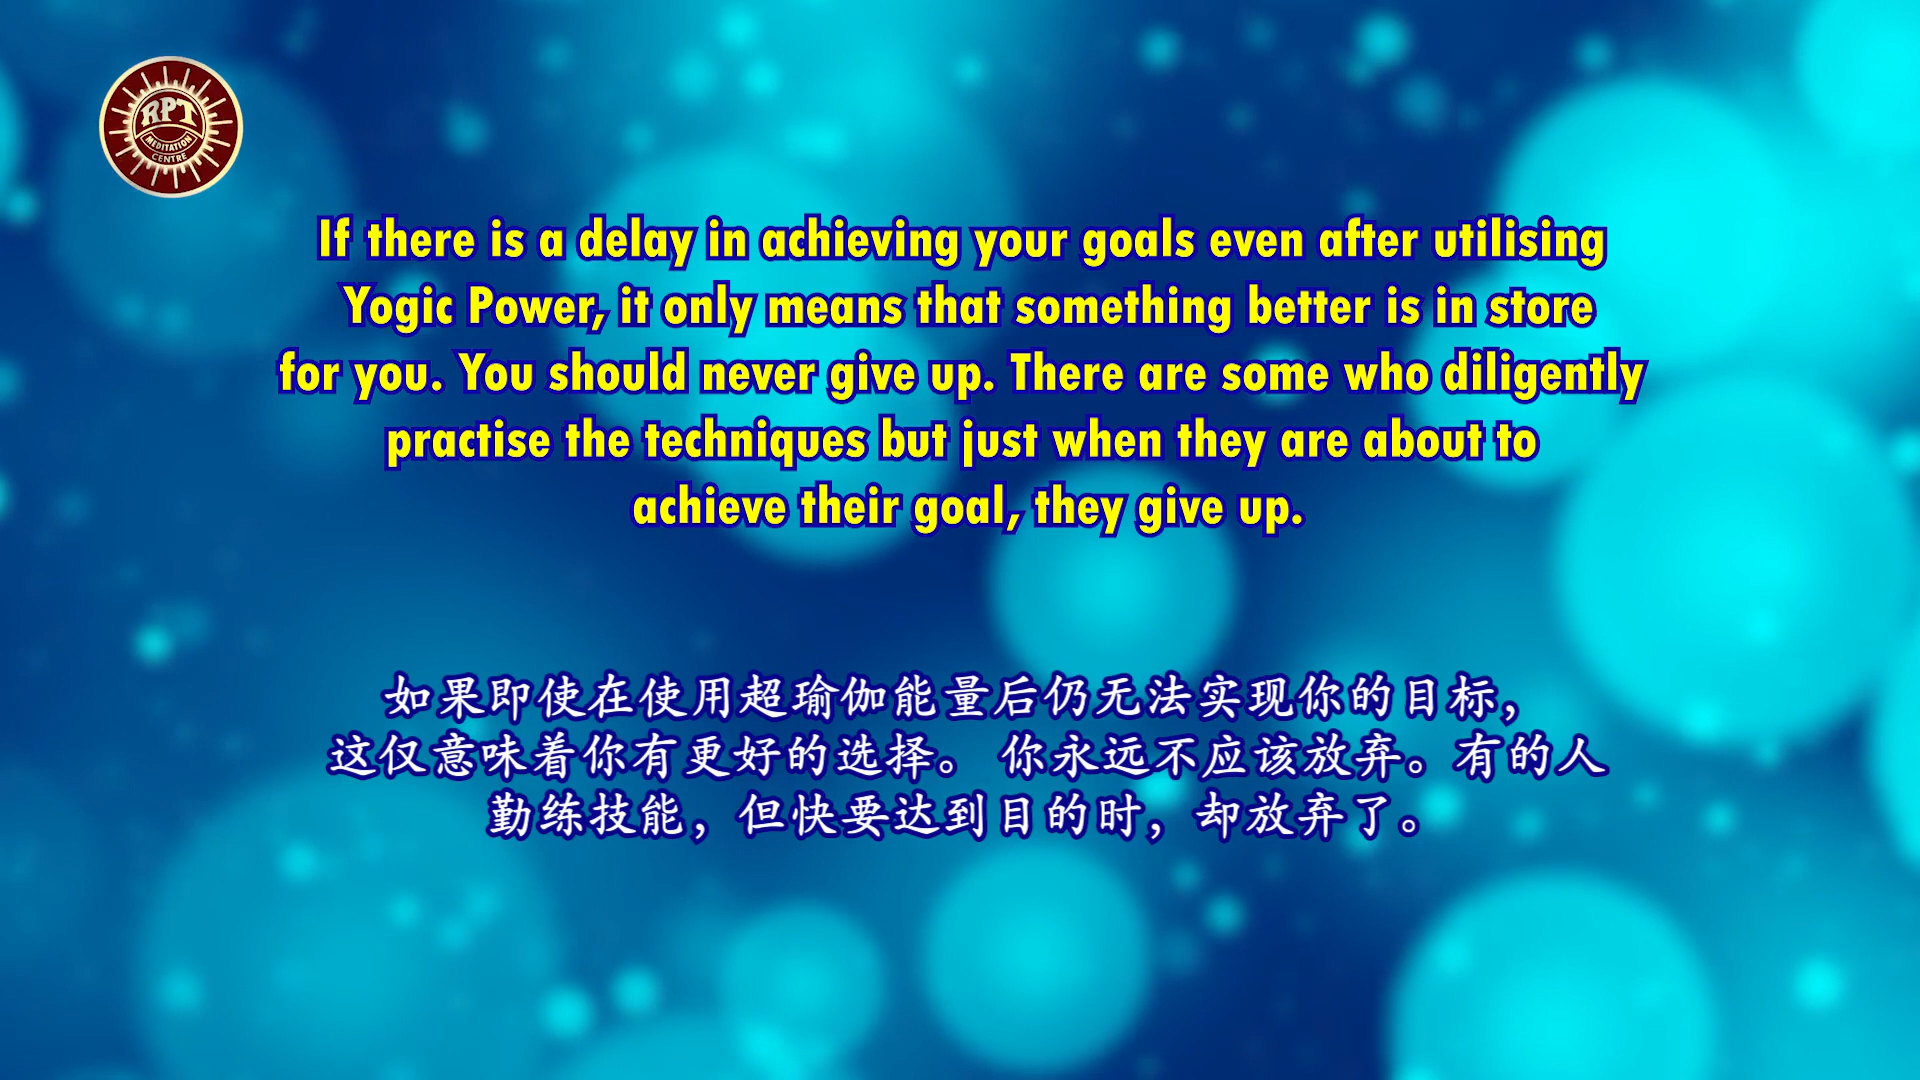 RPT
MEDITATION
CENTRE
If there is a delay in achieving your goals even after utilising
Yogic Power, it only means that something better is in store
for you. You should never give up. There are some who diligently
practise the techniques but just when they are about to
achieve their goal, they give up.
如果即使在使用超瑜伽能量后仍无法实现你的目标，
这仅意味着你有更好的选择。 你永远不应该放弃。有的人
勤练技能，但快要达到目的时，却放弃了。